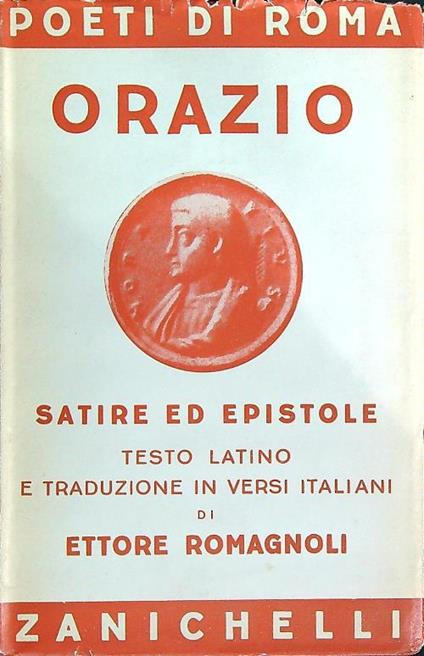 POETI DI ROMA
ORAZIO
SATIRE ED EPISTOLE
TESTO LATINO
E TRADUZIONE IN VERSI ITALIANI
DI
ETTORE ROMAGNOLI
ZANICHELLI